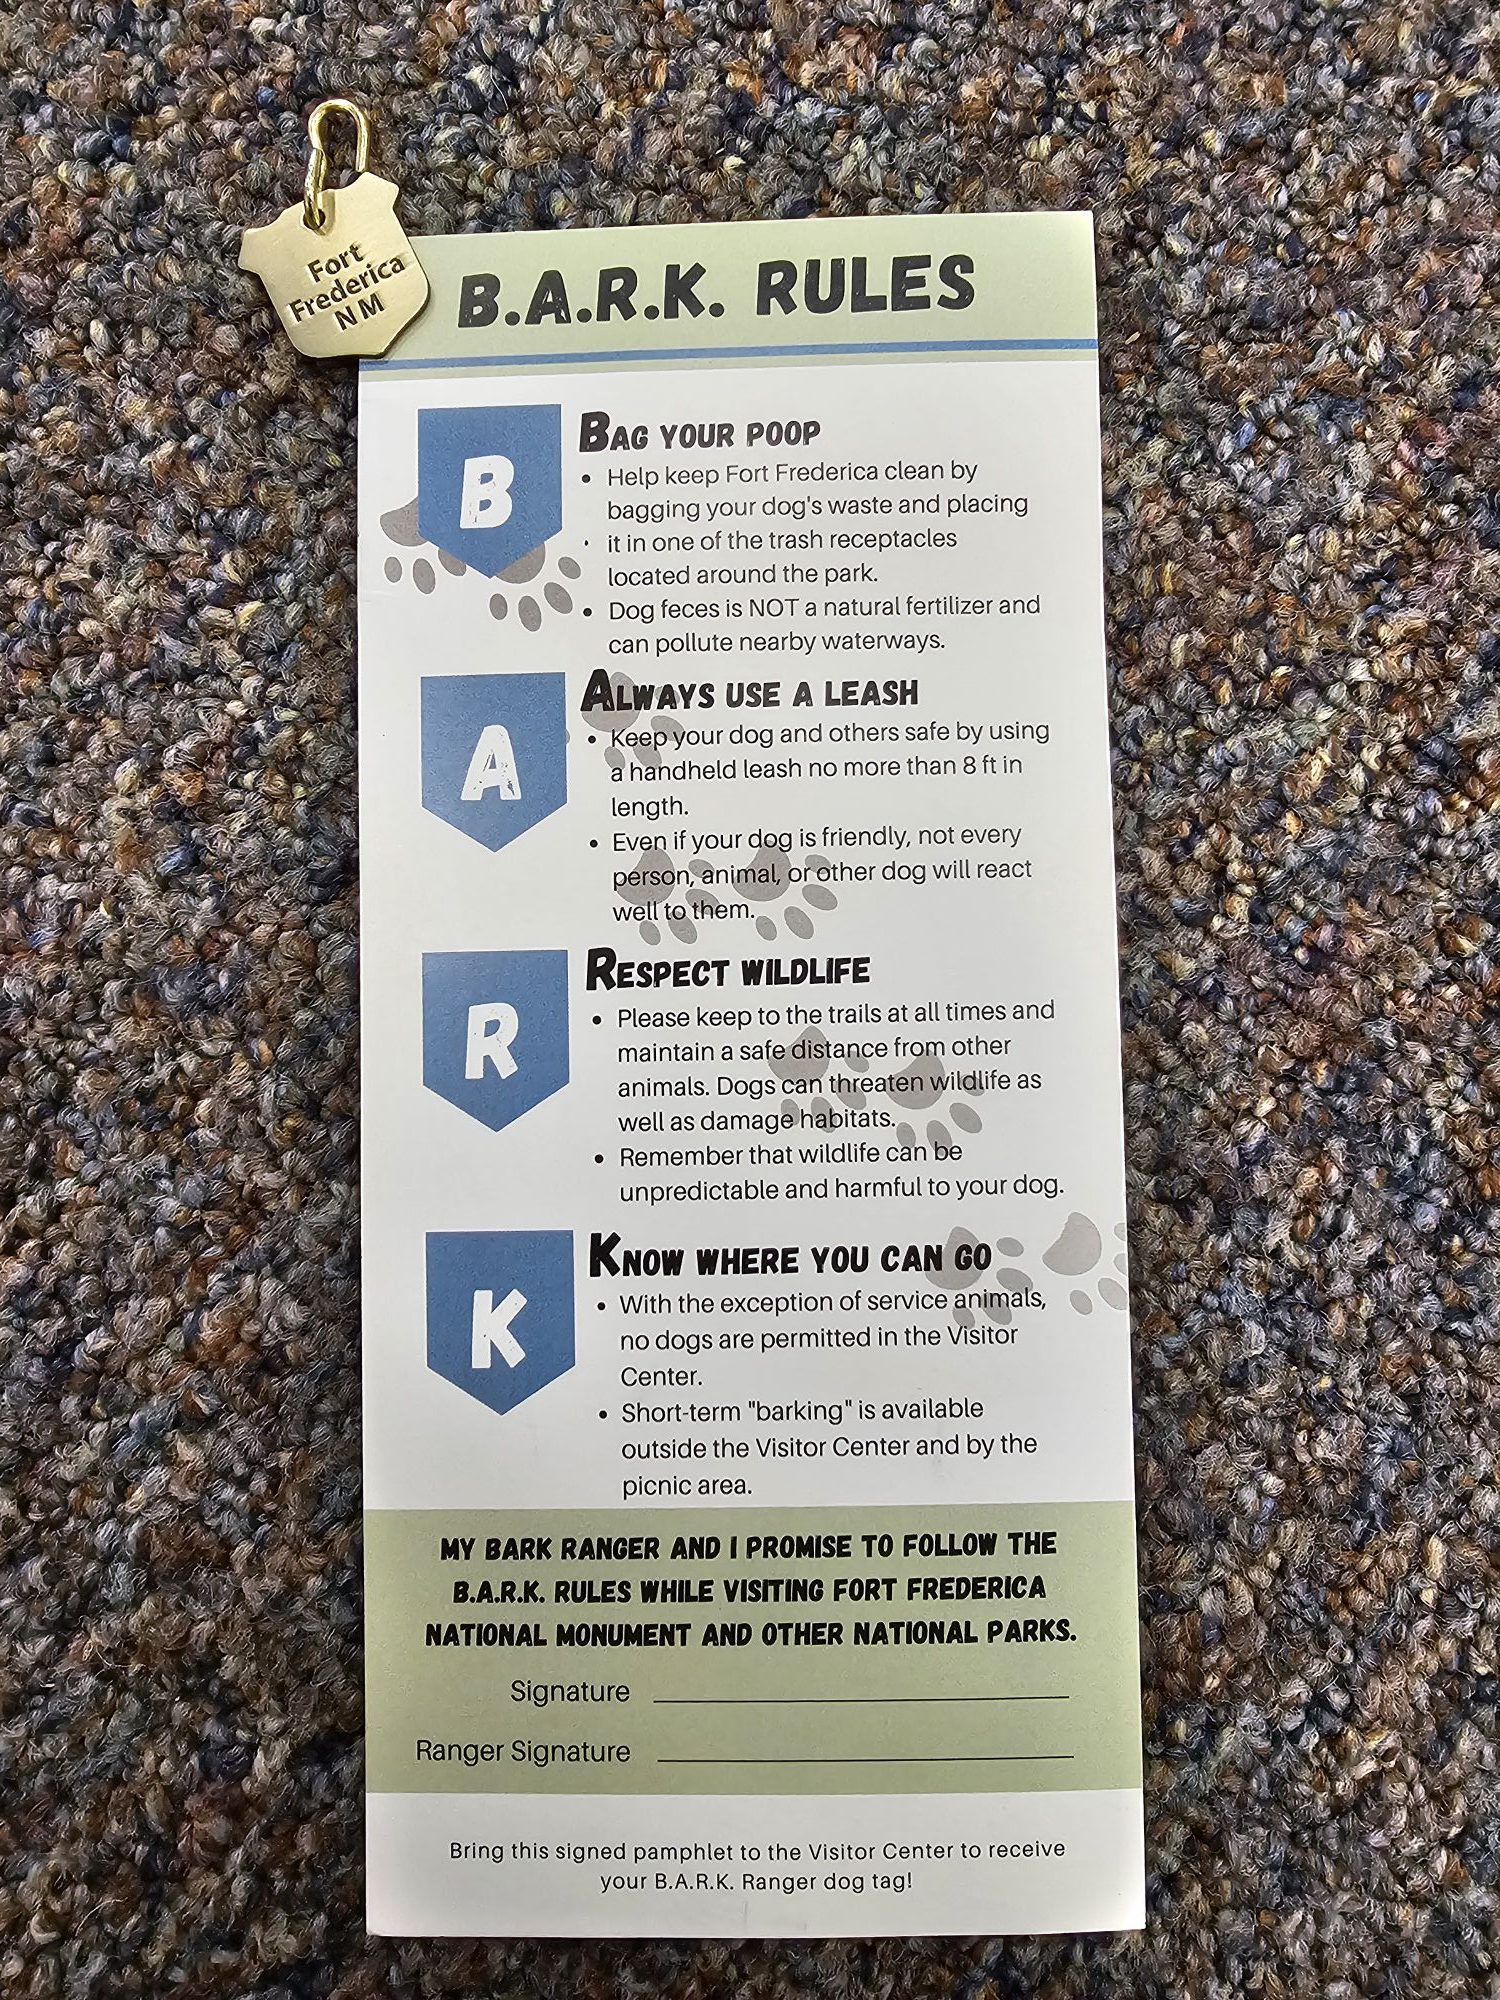 Fort
Frederica
NM
B.A.R.K. RULES
B
BAG YOUR POOP
• Help keep Fort Frederica clean by
bagging your dog's waste and placing
• it in one of the trash receptacles
located around the park.
• Dog feces is NOT a natural fertilizer and
can pollute nearby waterways.
A
ALWAYS USE A LEASH
• Keep your dog and others safe by using
a handheld leash no more than 8 ft in
length.
• Even if your dog is friendly, not every
person, animal, or other dog will react
well to them.
R
RESPECT WILDLIFE
• Please keep to the trails at all times and
maintain a safe distance from other
animals. Dogs can threaten wildlife as
well as damage habitats.
• Remember that wildlife can be
unpredictable and harmful to your dog.
K
KNOW WHERE YOU CAN GO
• With the exception of service animals,
no dogs are permitted in the Visitor
Center.
• Short-term "barking" is available
outside the Visitor Center and by the
picnic area.
MY BARK RANGER AND I PROMISE TO FOLLOW THE
B.A.R.K. RULES WHILE VISITING FORT FREDERICA
NATIONAL MONUMENT AND OTHER NATIONAL PARKS.
Signature
Ranger Signature
Bring this signed pamphlet to the Visitor Center to receive
your B.A.R.K. Ranger dog tag!